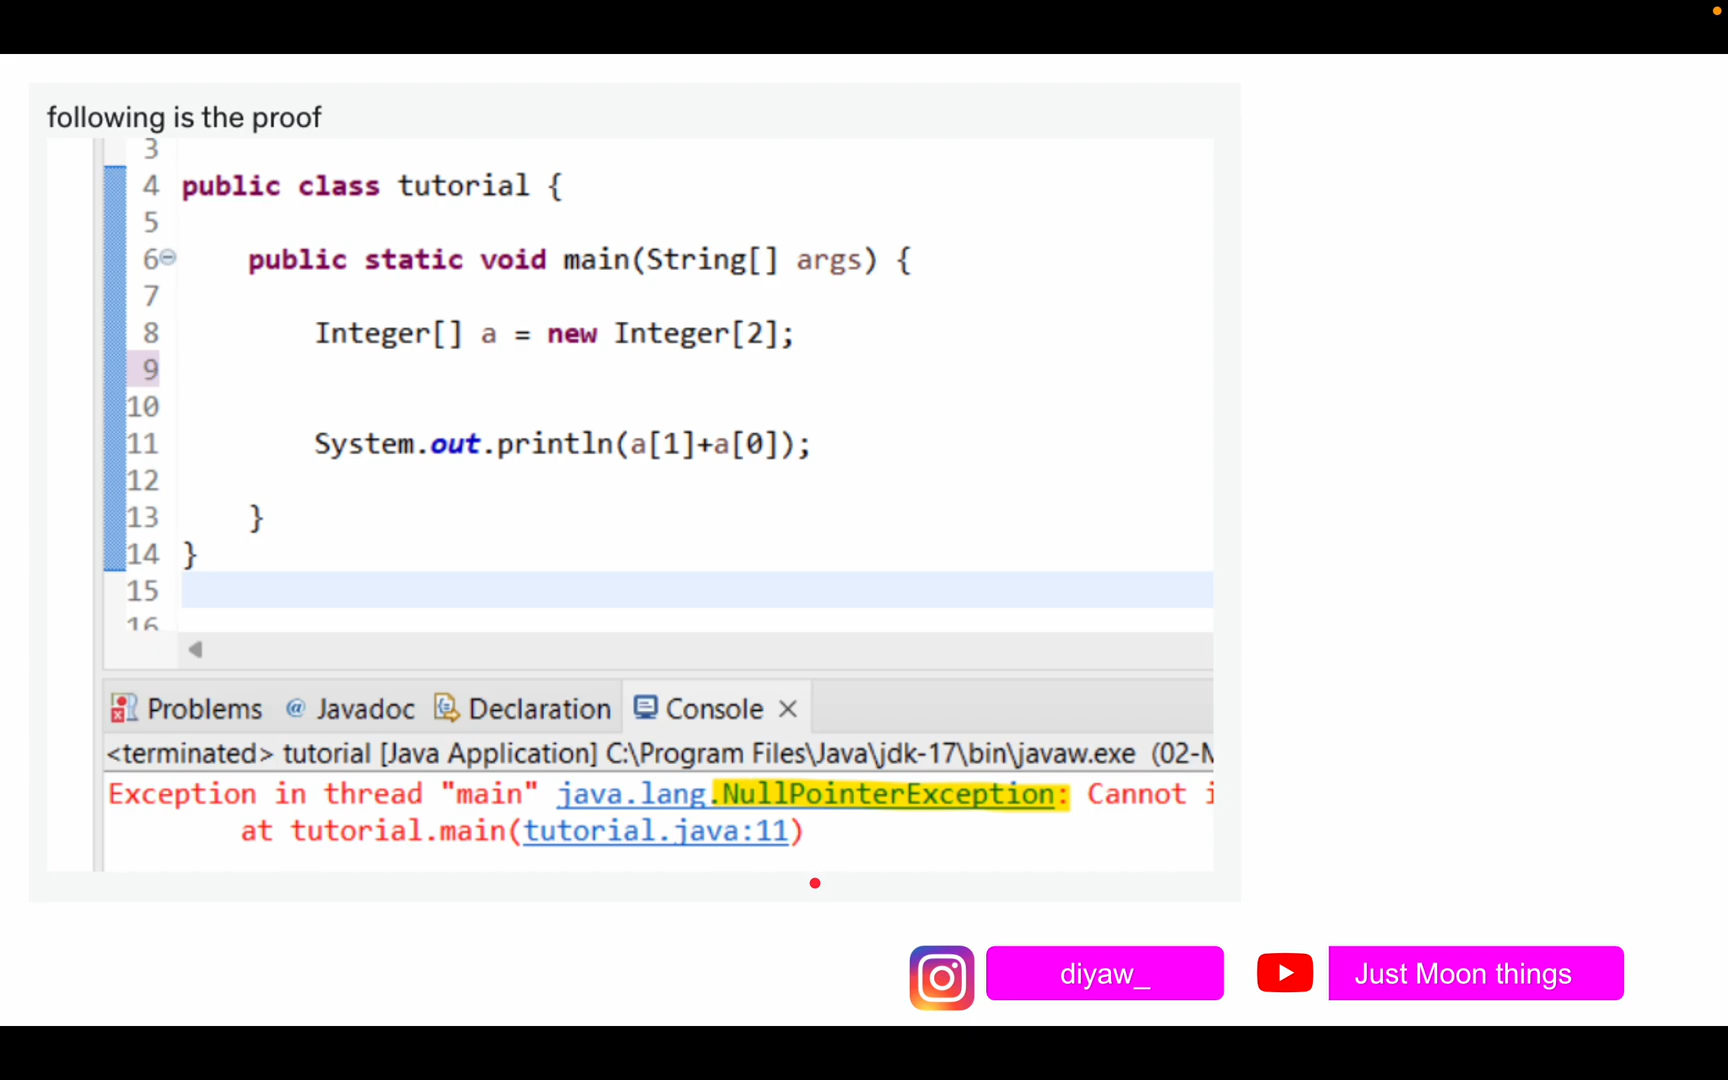 following is the proof
3
4 public class tutorial {
5
6 public static void main(String[] args) {
7
8 Integer[] a = new Integer[2];
9
10
11 System.out.println(a[1]+a[0]);
12
13 }
14 }
15
16
Problems @ Javadoc Declaration Console
<terminated> tutorial [Java Application] C:\Program Files\Java\jdk-17\bin\javaw.exe (02-M
Exception in thread "main" java.lang.NullPointerException: Cannot i
at tutorial.main(tutorial.java:11)
diyaw_ Just Moon things